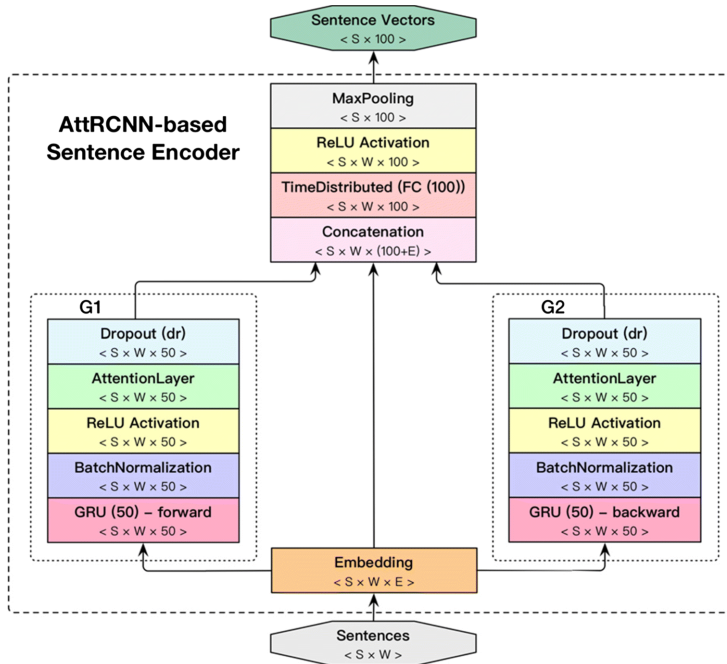 Sentence Vectors
< S × 100 >
AttRCNN-based
Sentence Encoder
MaxPooling
< S × 100 >
ReLU Activation
< S × W × 100 >
TimeDistributed (FC (100))
< S × W × 100 >
Concatenation
< S × W × (100+E) >
G1
Dropout (dr)
< S × W × 50 >
AttentionLayer
< S × W × 50 >
ReLU Activation
< S × W × 50 >
BatchNormalization
< S × W × 50 >
GRU (50) – forward
< S × W × 50 >
G2
Dropout (dr)
< S × W × 50 >
AttentionLayer
< S × W × 50 >
ReLU Activation
< S × W × 50 >
BatchNormalization
< S × W × 50 >
GRU (50) – backward
< S × W × 50 >
Embedding
< S × W × E >
Sentences
< S × W >